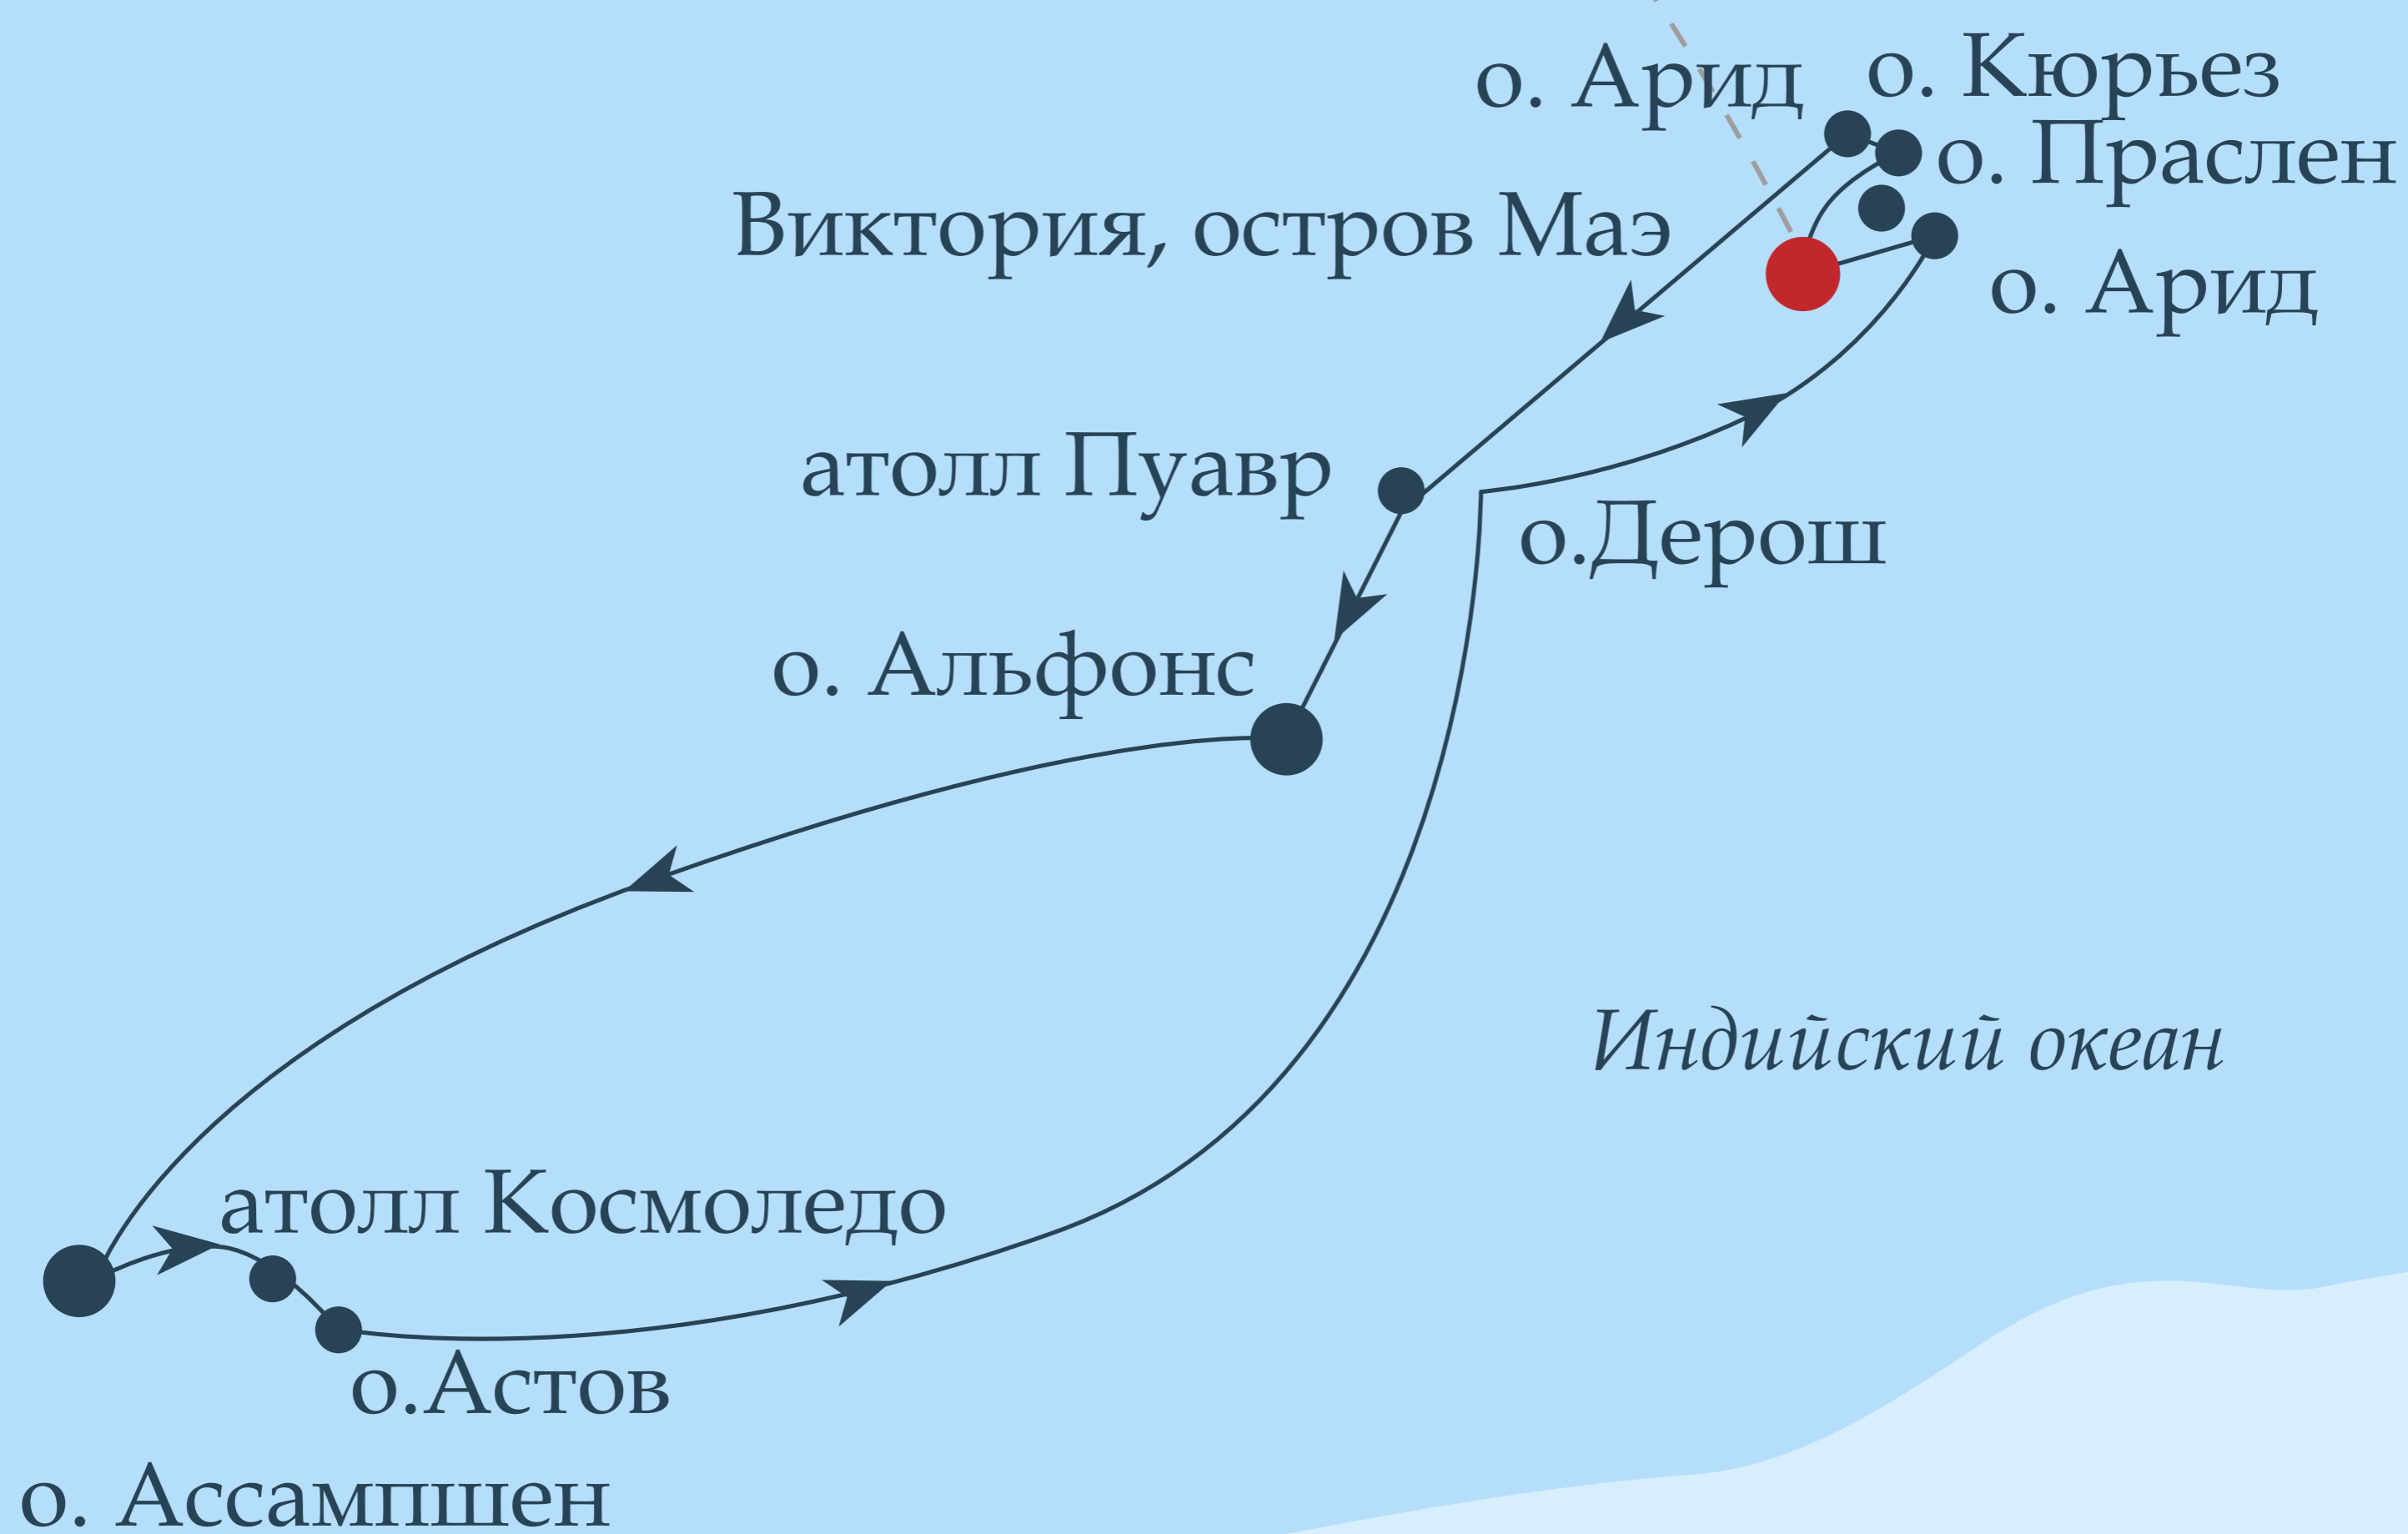 о. Арид
о. Кюрьез
о. Праслен
Виктория, остров Маэ
о. Арид
атолл Пуавр
о.Дерош
о. Альфонс
Индийский океан
атолл Космоледо
о.Астов
о. Ассампшен